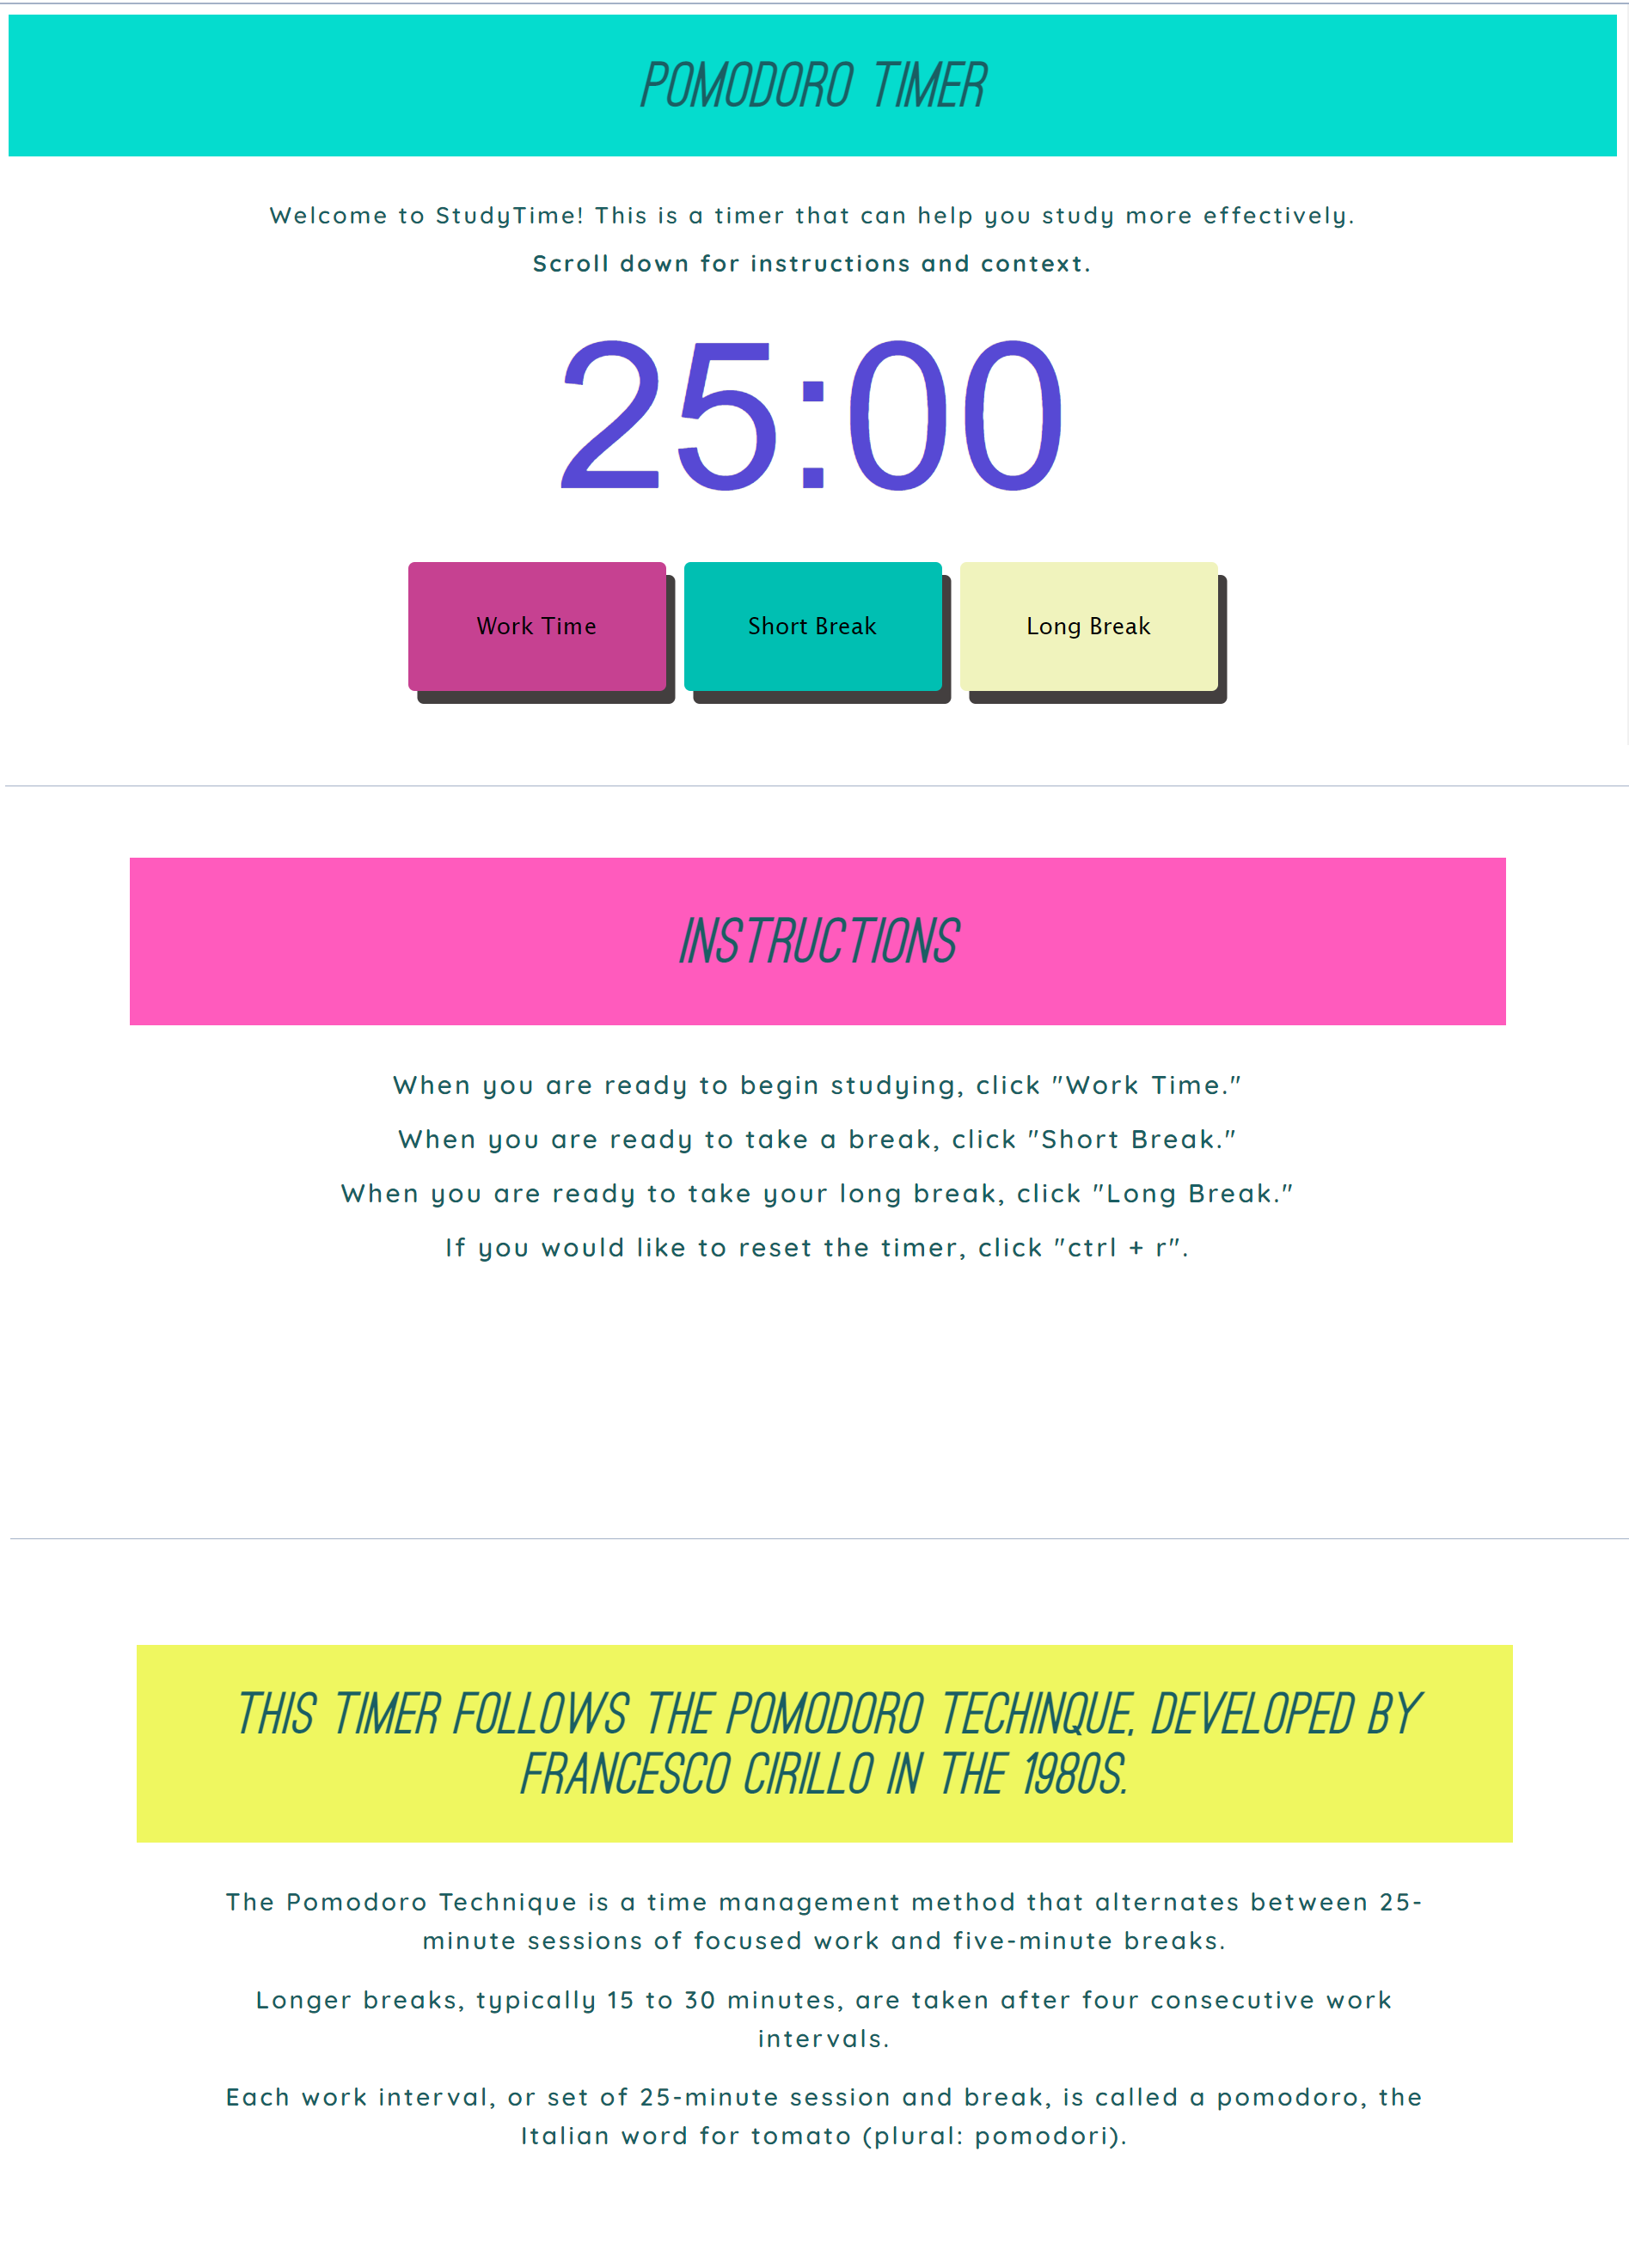 POMODORO TIMER
Welcome to StudyTime! This is a timer that can help you study more effectively.
Scroll down for instructions and context.
25:00
Work Time
Short Break
Long Break
INSTRUCTIONS
When you are ready to begin studying, click "Work Time."
When you are ready to take a break, click "Short Break."
When you are ready to take your long break, click "Long Break."
If you would like to reset the timer, click "ctrl + r".
THIS TIMER FOLLOWS THE POMODORO TECHINQUE, DEVELOPED BY
FRANCESCO CIRILLO IN THE 1980S.
The Pomodoro Technique is a time management method that alternates between 25-
minute sessions of focused work and five-minute breaks.
Longer breaks, typically 15 to 30 minutes, are taken after four consecutive work
intervals.
Each work interval, or set of 25-minute session and break, is called a pomodoro, the
Italian word for tomato (plural: pomodori).